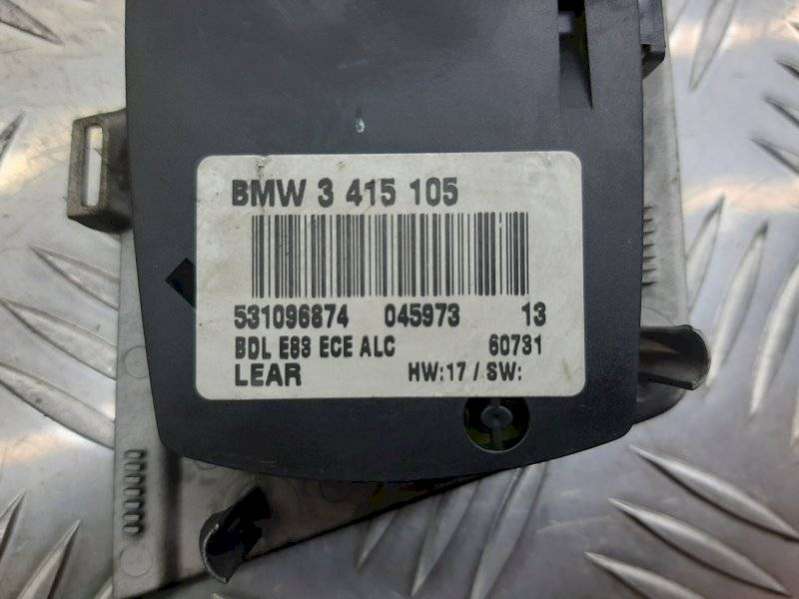 BMW 3 415 105
531096874 045973 13
BDL E83 ECE ALC 60731
LEAR HW:17 / SW: